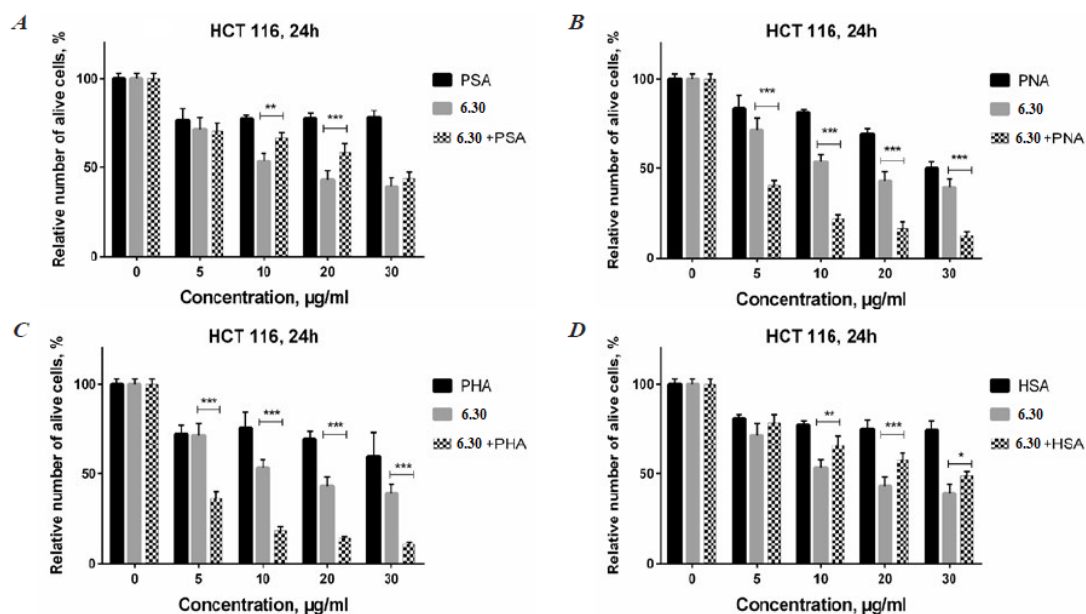 A
HCT 116, 24h
Relative number of alive cells, %
100
50
0
**
***
0 5 10 20 30
Concentration, µg/ml
PSA
6.30
6.30 +PSA
B
HCT 116, 24h
Relative number of alive cells, %
100
50
0
***
***
***
***
0 5 10 20 30
Concentration, µg/ml
PNA
6.30
6.30 +PNA
C
HCT 116, 24h
Relative number of alive cells, %
100
50
0
***
***
***
***
0 5 10 20 30
Concentration, µg/ml
PHA
6.30
6.30 +PHA
D
HCT 116, 24h
Relative number of alive cells, %
100
50
0
**
***
*
0 5 10 20 30
Concentration, µg/ml
HSA
6.30
6.30 +HSA